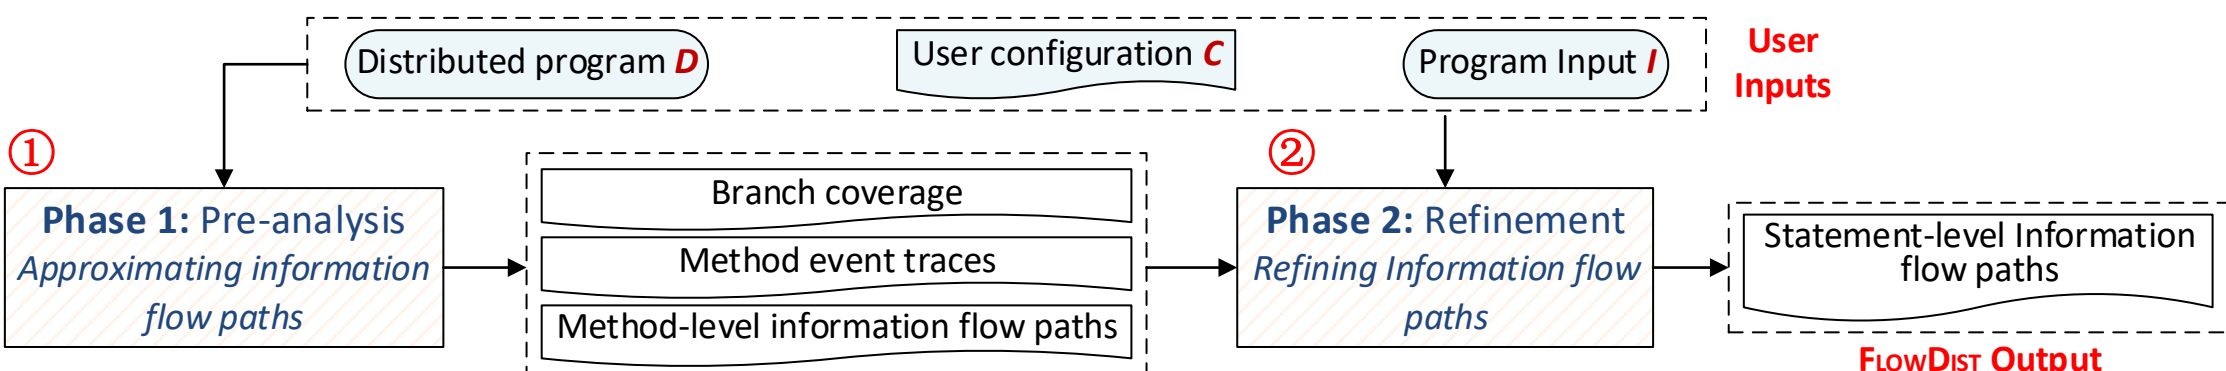 Distributed program D
User configuration C
Program Input I
User
Inputs
①
Phase 1: Pre-analysis
Approximating information
flow paths
Branch coverage
Method event traces
Method-level information flow paths
②
Phase 2: Refinement
Refining Information flow
paths
Statement-level Information
flow paths
FLOWDIST Output